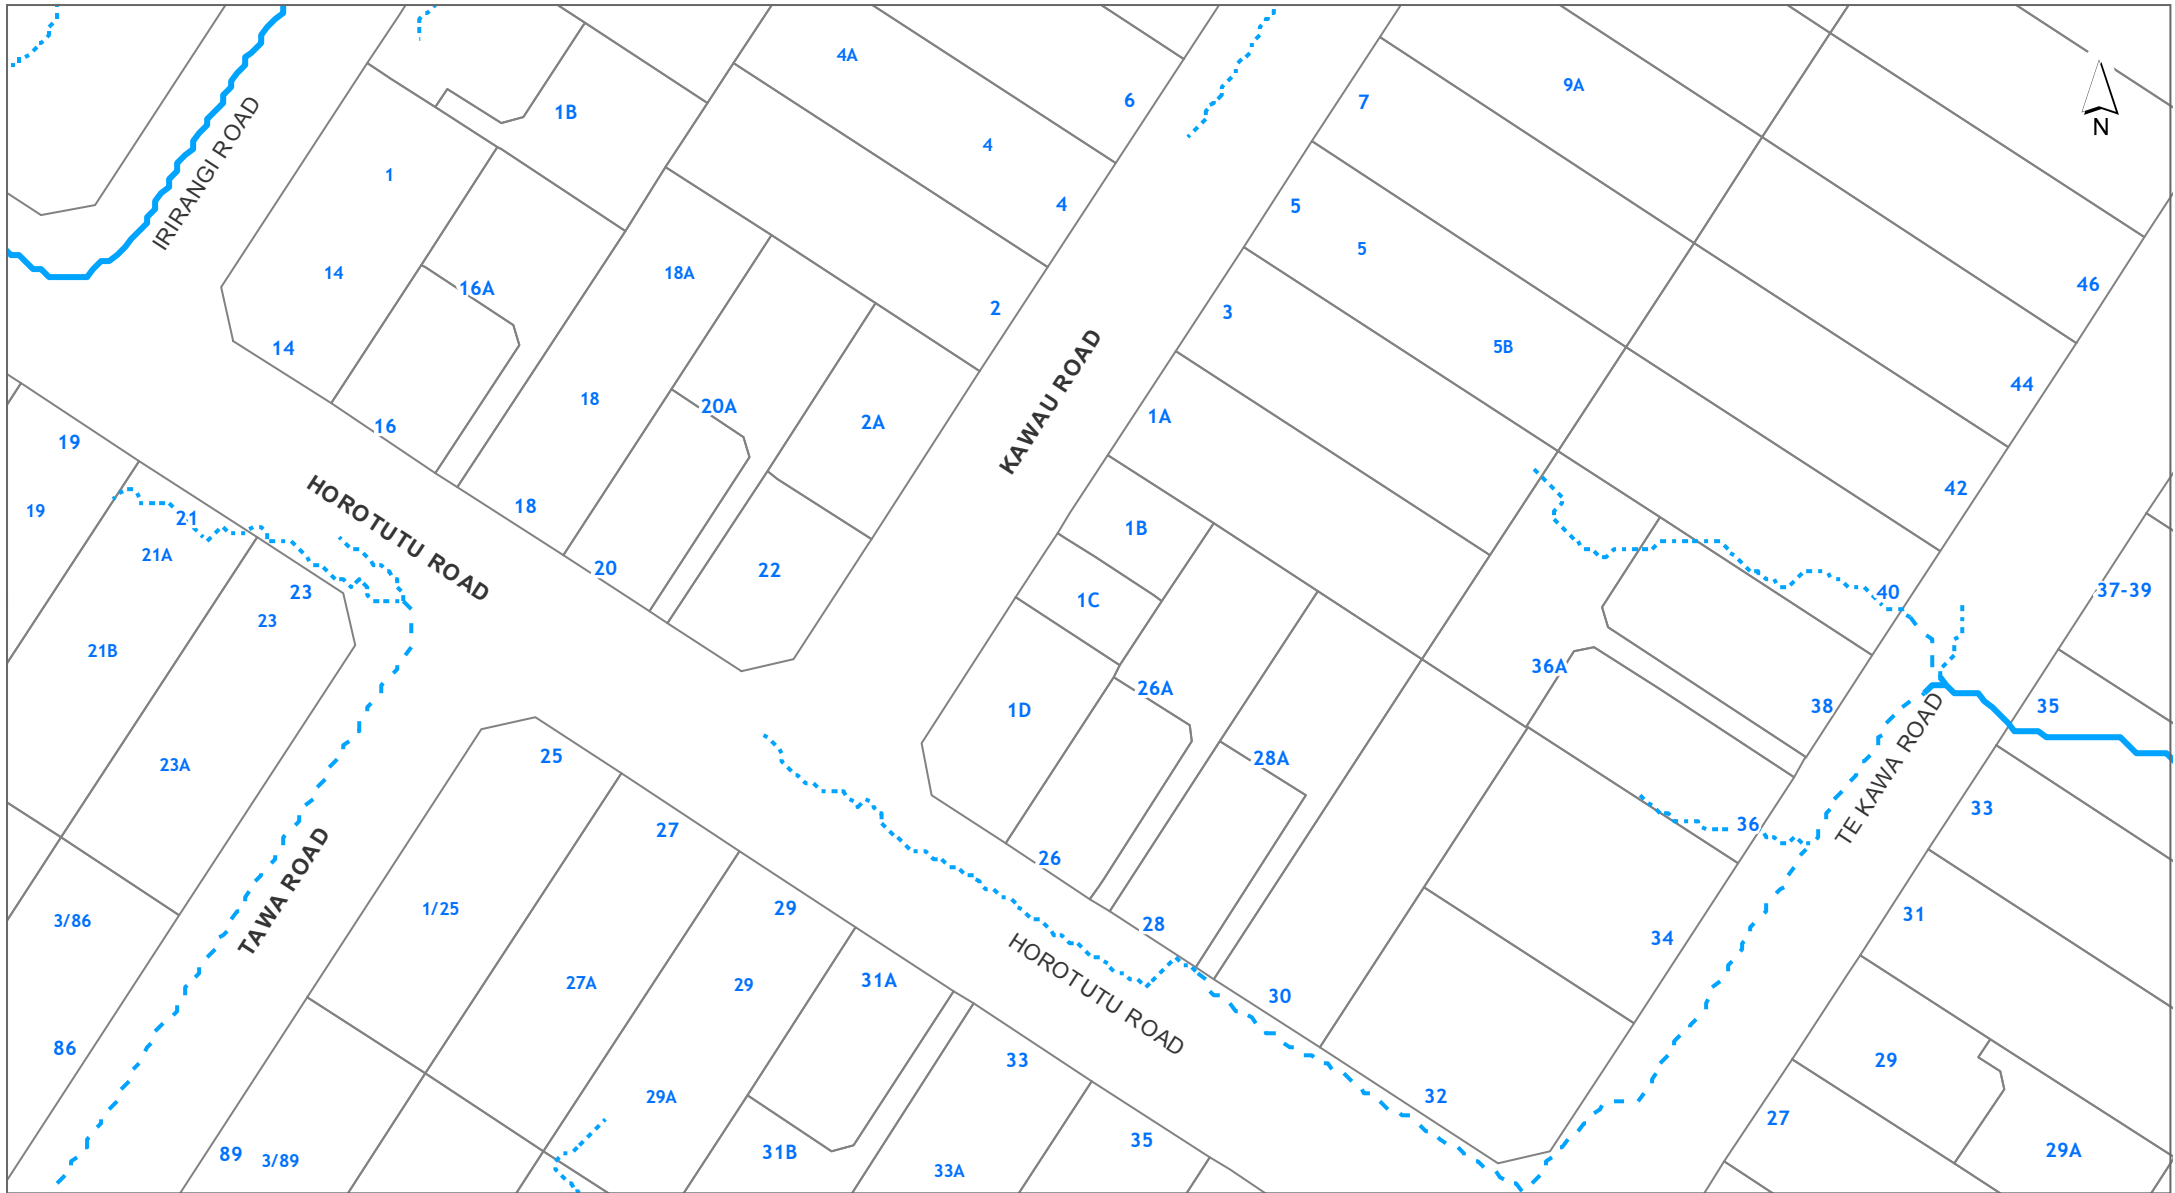 4A
9A
6
7
1B
N
4
1
IRIRANGI ROAD
4
5
5
14
18A
16A
46
2
3
14
5B
KAWAU ROAD
44
18
20A
1A
2A
16
19
42
HOROTUTU ROAD
18
19
21
1B
21A
20
22
23
1C
40
37-39
23
21B
36A
26A
1D
38
35
TE KAWA ROAD
25
28A
23A
33
36
27
TAWA ROAD
26
1/25
29
31
3/86
28
34
HOROTUTU ROAD
27A
29
31A
30
86
33
29
29A
32
27
35
31B
29A
89
3/89
33A